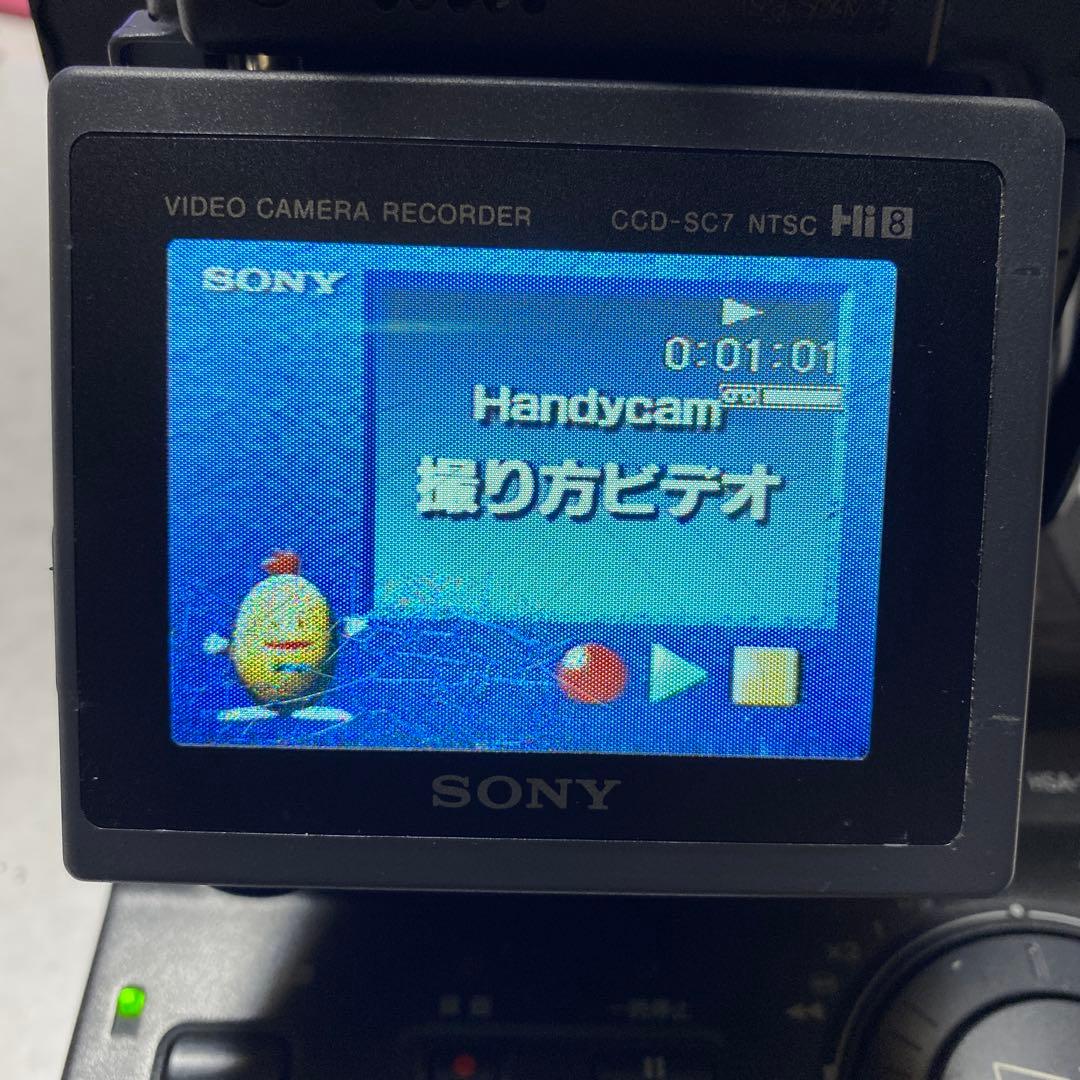 VIDEO CAMERA RECORDER
CCD-SC7 NTSC Hi8
SONY
0:01:01
Handycam
撮り方ビデオ
SONY